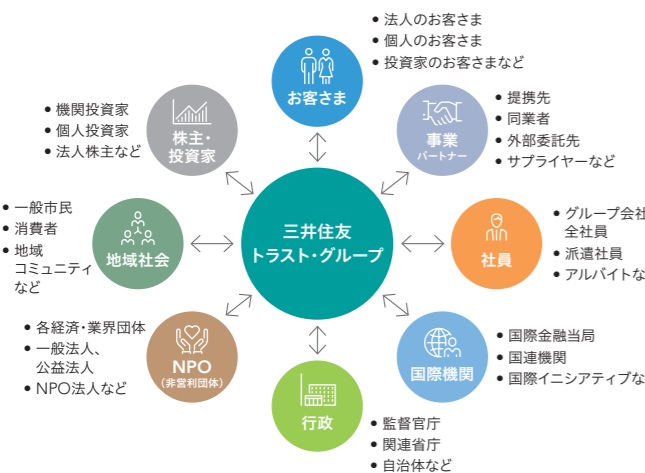 • 法人のお客さま
• 個人のお客さま
• 投資家のお客さまなど
お客さま
• 提携先
• 同業者
• 外部委託先
• サプライヤーなど
事業
パートナー
• グループ会社
全社員
• 派遣社員
• アルバイトな
社員
• 国際金融当局
• 国連機関
• 国際イニシアティブな
国際機関
• 監督官庁
• 関連省庁
• 自治体など
行政
• 各経済・業界団体
• 一般法人、
公益法人
• NPO法人など
NPO
(非営利団体)
• 一般市民
• 消費者
• 地域
コミュニティ
など
地域社会
• 機関投資家
• 個人投資家
• 法人株主など
株主・
投資家
三井住友
トラスト・グループ